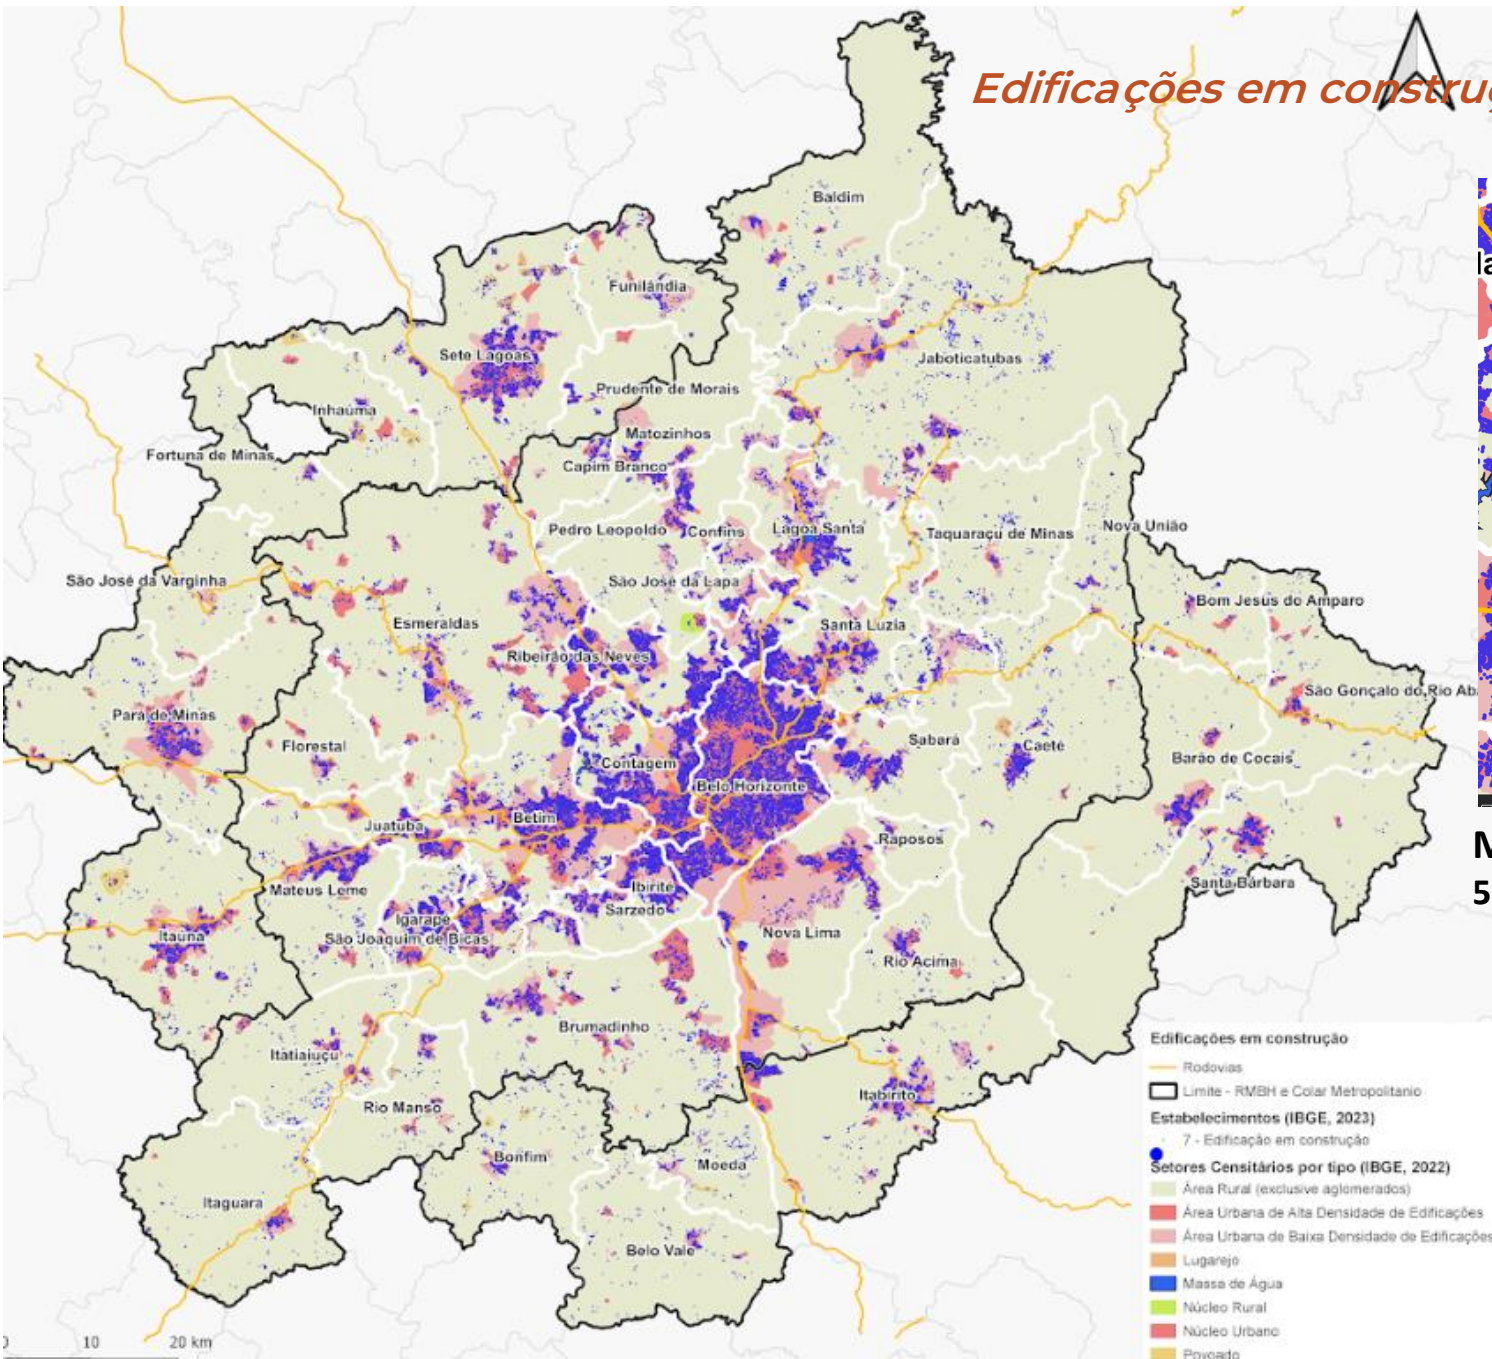 Edificações em construç
Baldim
Funilândia
Sete Lagoas
Jaboticatubas
Prudente de Morais
Inhaúma
Matozinhos
Fortuna de Minas
Capim Branco
Pedro Leopoldo
Confins
Lagoa Santa
Taquaraçu de Minas
Nova União
São José da Varginha
São José da Lapa
Bom Jesus do Amparo
Esmeraldas
Santa Luzia
Ribeirão das Neves
São Gonçalo do Rio Ab
Pará de Minas
Florestal
Sabará
Caeté
Contagem
Barão de Cocais
Belo Horizonte
Betim
Juatuba
Raposos
Mateus Leme
Ibirité
Santa Bárbara
Sarzedo
Igarapé
Itaúna
São Joaquim de Bicas
Nova Lima
Rio Acima
Brumadinho
Itatiaiuçu
Rio Manso
Itabirito
Bonfim
Moeda
Itaguara
Belo Vale
la
M
5
Edificações em construção
Rodovias
Limite - RMBH e Colar Metropolitanio
Estabelecimentos (IBGE, 2023)
7 - Edificação em construção
Setores Censitários por tipo (IBGE, 2022)
Área Rural (exclusive aglomerados)
Área Urbana de Alta Densidade de Edificações
Área Urbana de Baixa Densidade de Edificações
Lugarejo
Massa de Água
Núcleo Rural
Núcleo Urbano
Povoado
0 10 20 km